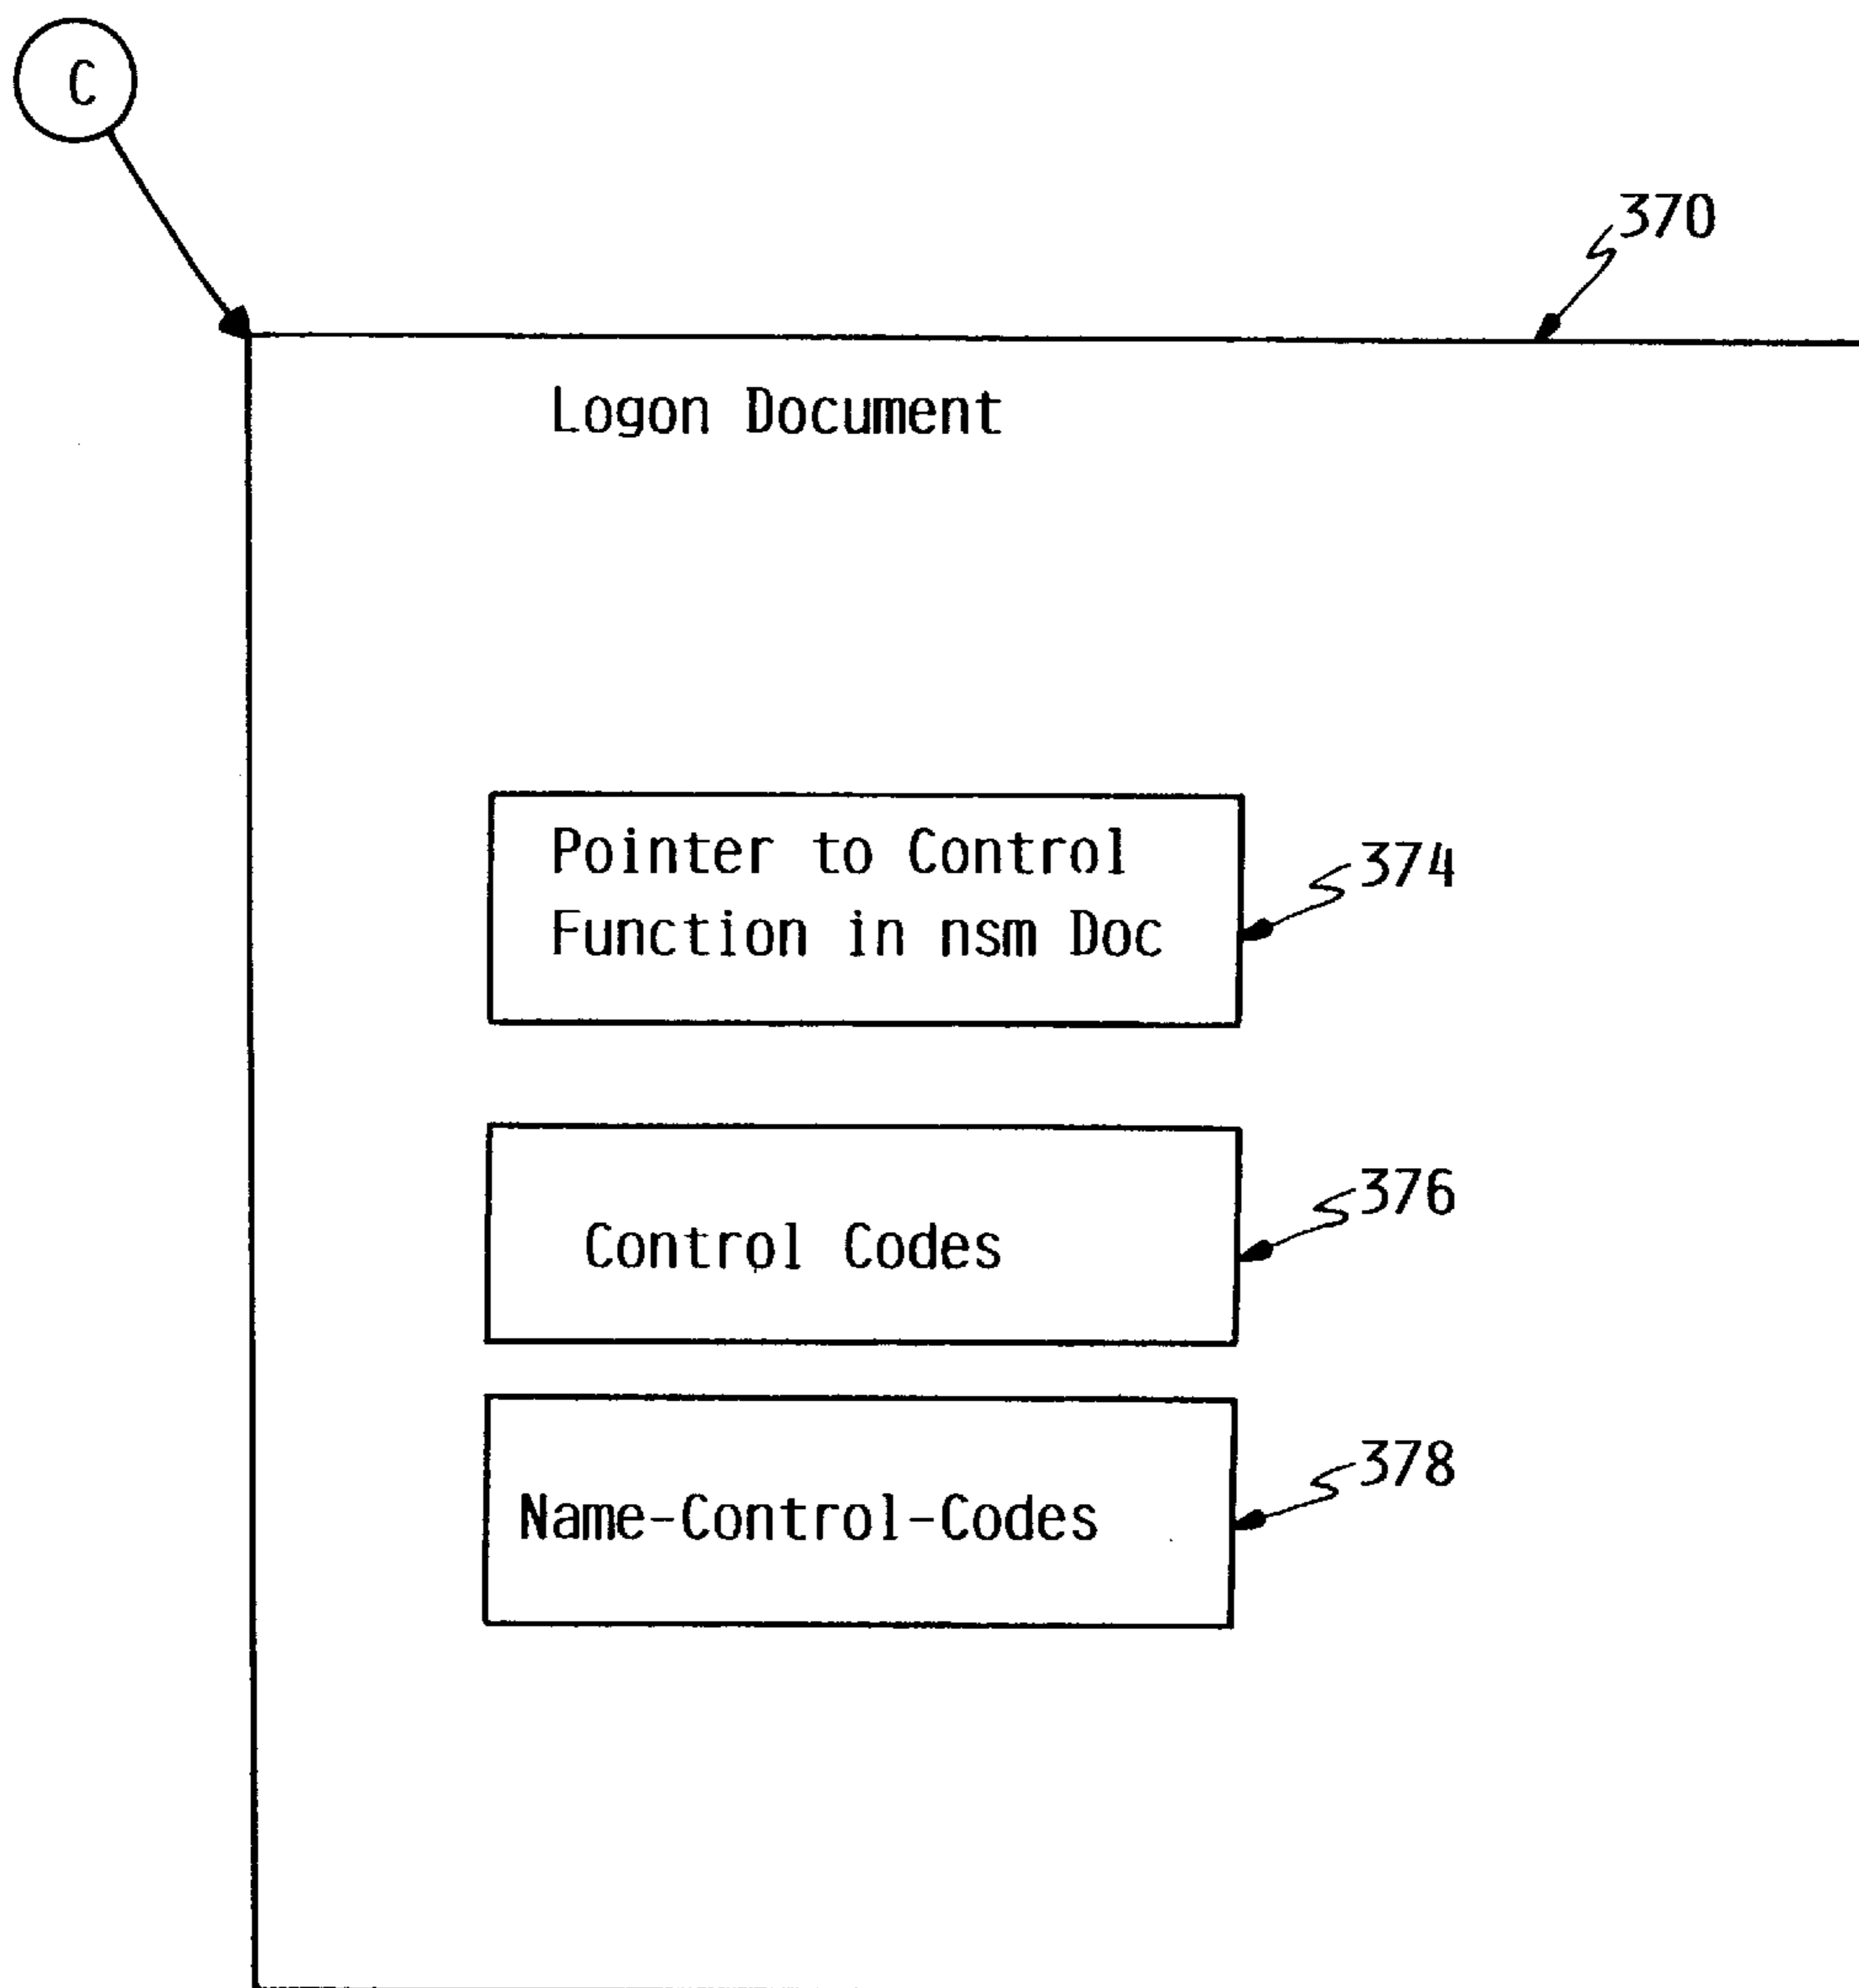 C
370
Logon Document
Pointer to Control
Function in nsm Doc
374
Control Codes
376
Name-Control-Codes
378